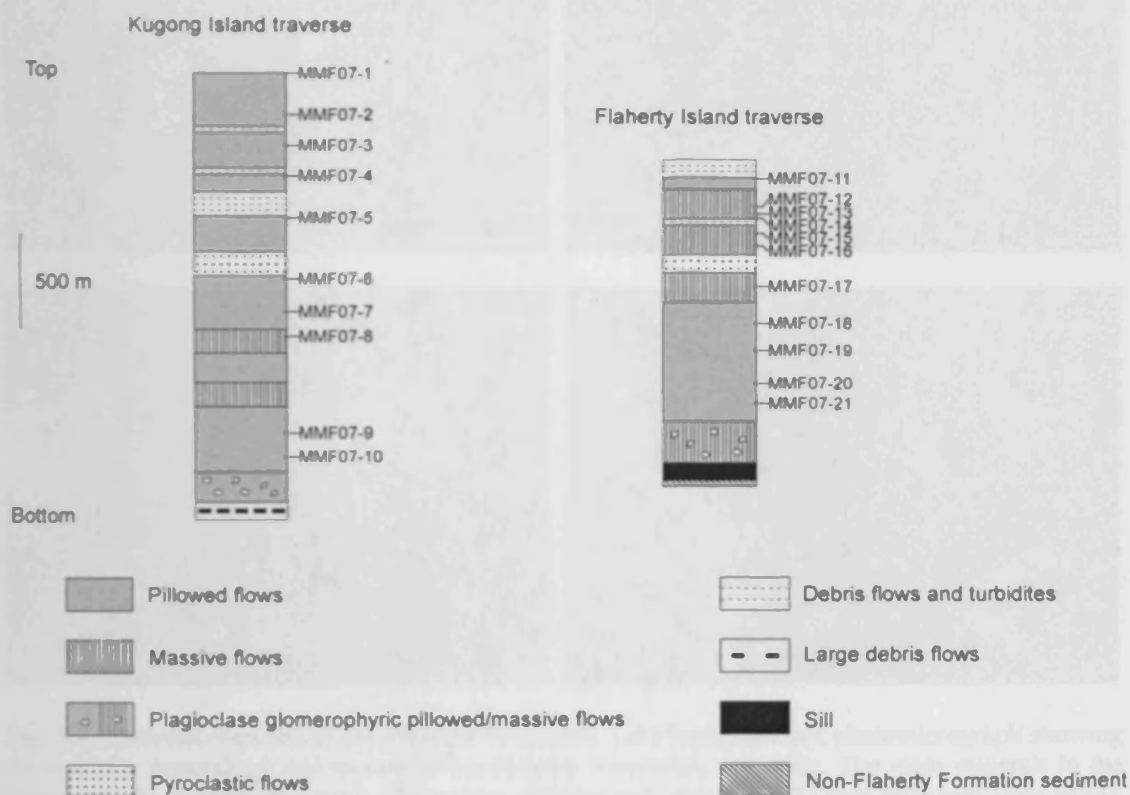 Kugong Island traverse
Top
MMF07-1
MMF07-2
MMF07-3
MMF07-4
MMF07-5
MMF07-6
MMF07-7
MMF07-8
MMF07-9
MMF07-10
500 m
Bottom
Flaherty Island traverse
MMF07-11
MMF07-12
MMF07-13
MMF07-14
MMF07-15
MMF07-16
MMF07-17
MMF07-18
MMF07-19
MMF07-20
MMF07-21
Pillowed flows
Massive flows
Plagioclase glomerophyric pillowed/massive flows
Pyroclastic flows
Debris flows and turbidites
Large debris flows
Sill
Non-Flaherty Formation sediment